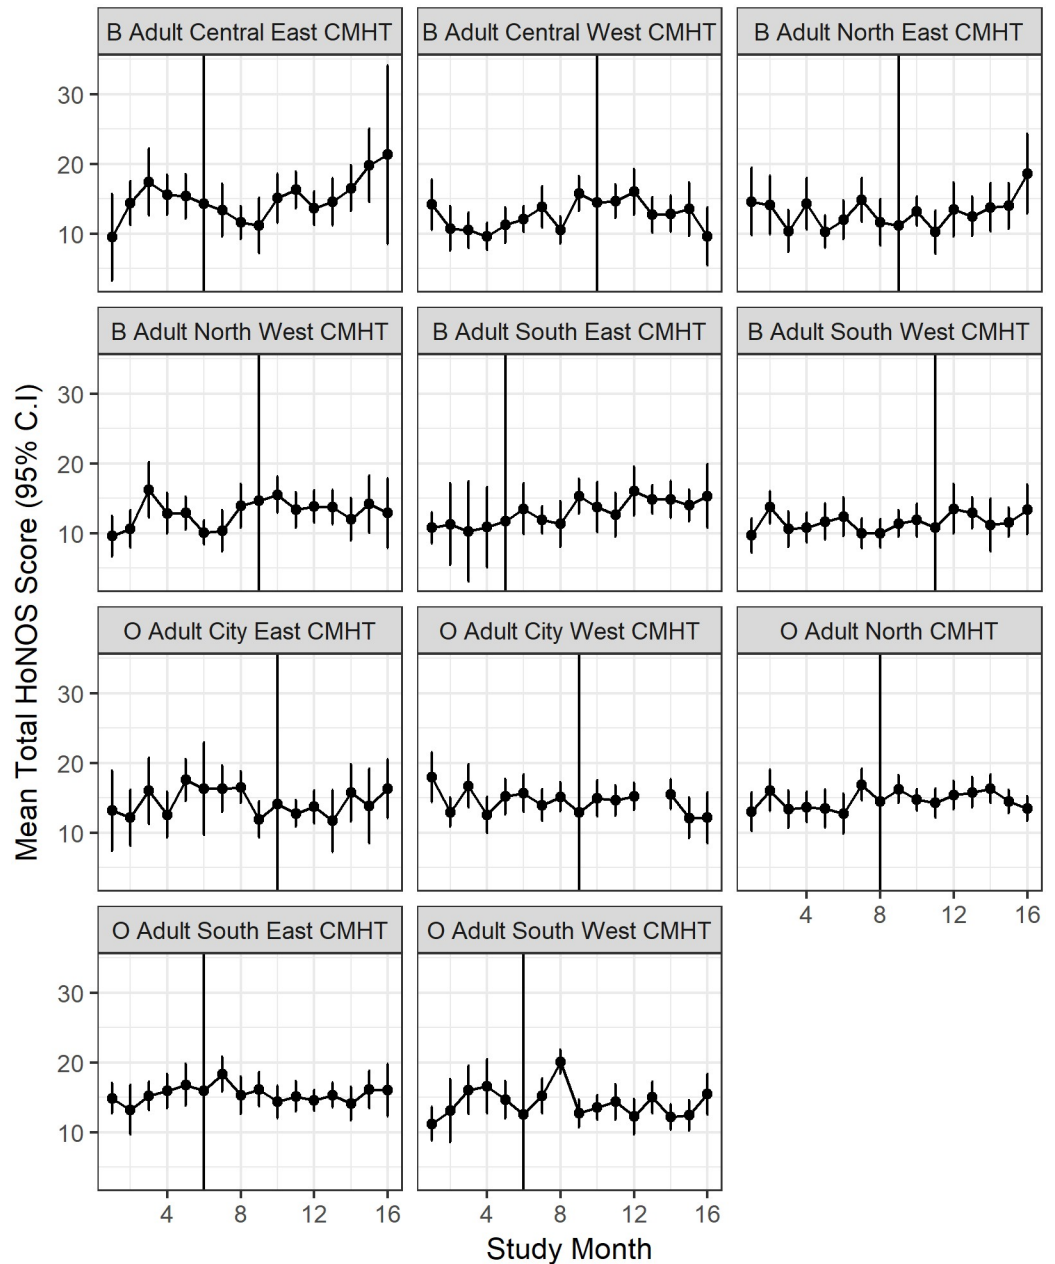 B Adult Central East CMHT
B Adult Central West CMHT
B Adult North East CMHT
30
20
10
B Adult North West CMHT
B Adult South East CMHT
B Adult South West CMHT
30
20
10
Mean Total HoNOS Score (95% C.I)
O Adult City East CMHT
O Adult City West CMHT
O Adult North CMHT
30
20
10
4 8 12 16
O Adult South East CMHT
O Adult South West CMHT
30
20
10
4 8 12 16
4 8 12 16
Study Month